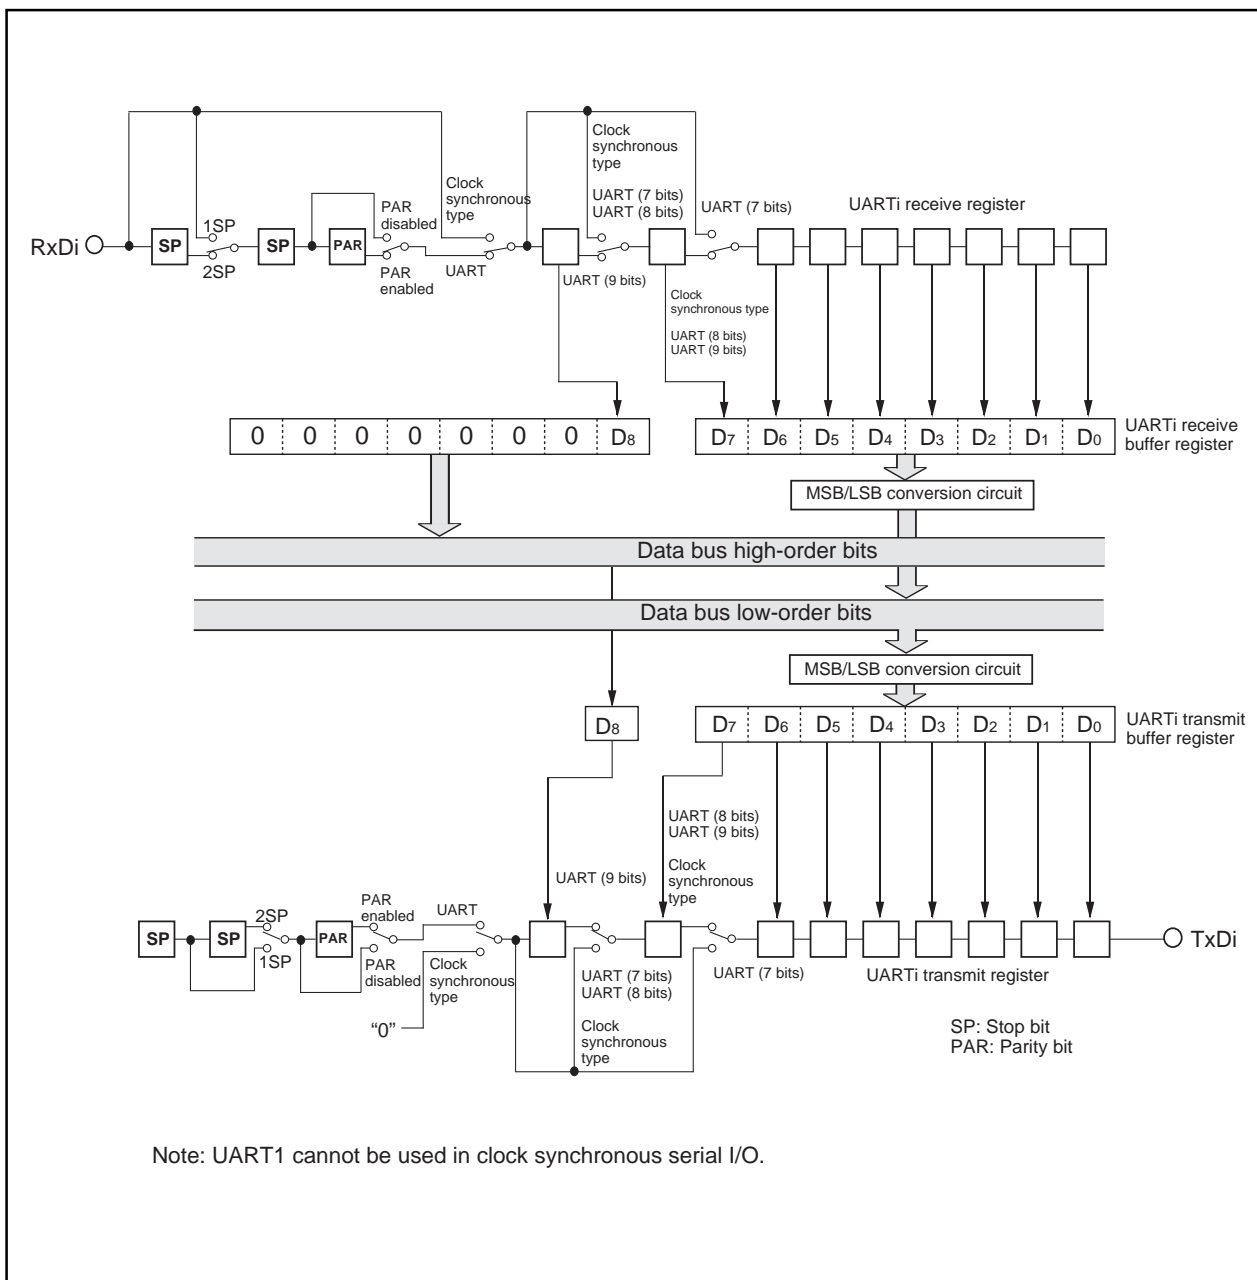 Clock
synchronous
type
UART (7 bits)
UART (8 bits)
UART (7 bits)
UARTi receive register
Clock
synchronous
type
PAR
disabled
1SP
RxDi
SP
SP
PAR
2SP
PAR
enabled
UART
UART (9 bits)
Clock
synchronous type
UART (8 bits)
UART (9 bits)
0 0 0 0 0 0 0 D8
D7 D6 D5 D4 D3 D2 D1 D0
UARTi receive
buffer register
MSB/LSB conversion circuit
Data bus high-order bits
Data bus low-order bits
MSB/LSB conversion circuit
D8
D7 D6 D5 D4 D3 D2 D1 D0
UARTi transmit
buffer register
UART (8 bits)
UART (9 bits)
Clock
synchronous
type
UART (9 bits)
PAR
enabled
UART
2SP
SP
SP
PAR
TxDi
1SP
PAR
disabled
Clock
synchronous
type
"0"
UART (7 bits)
UART (8 bits)
Clock
synchronous
type
UART (7 bits)
UARTi transmit register
SP: Stop bit
PAR: Parity bit
Note: UART1 cannot be used in clock synchronous serial I/O.